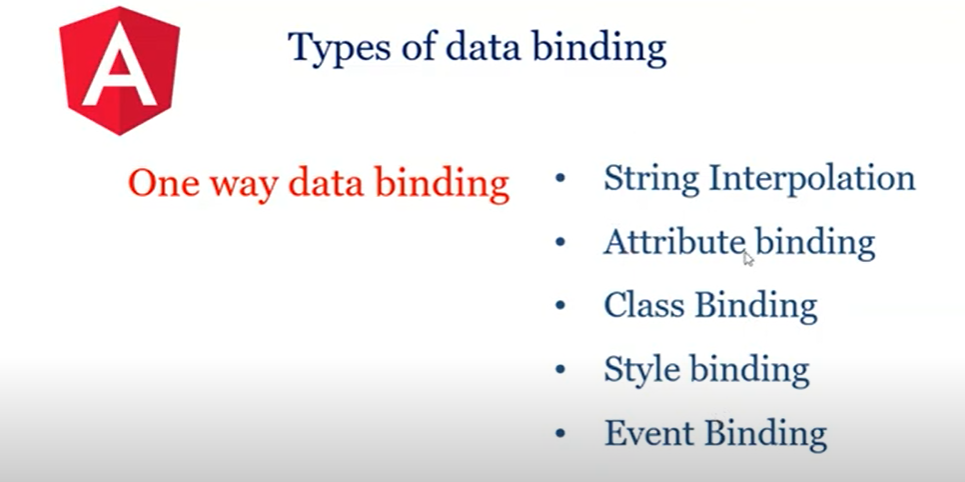 Types of data binding
One way data binding
• String Interpolation
• Attribute binding
• Class Binding
• Style binding
• Event Binding